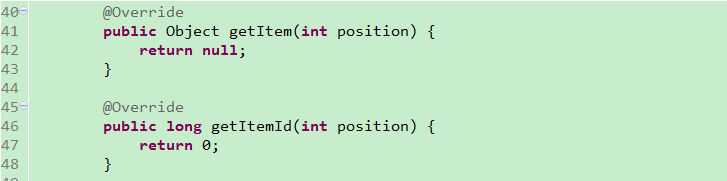 40 @Override
41 public Object getItem(int position) {
42 return null;
43 }
44
45 @Override
46 public long getItemId(int position) {
47 return 0;
48 }